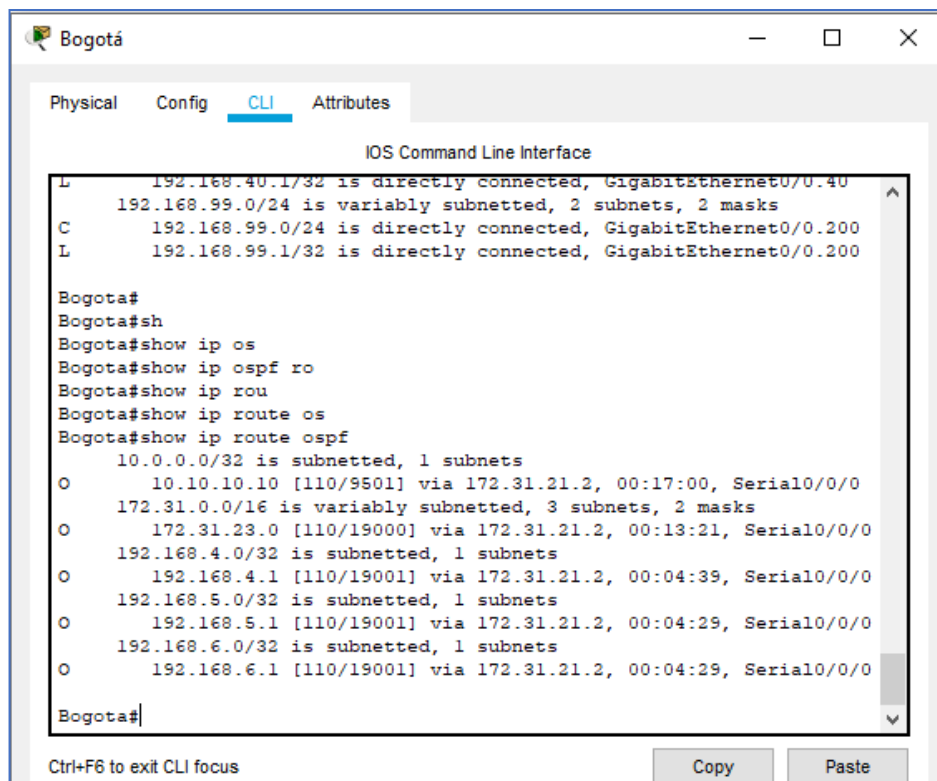 Bogotá
Physical Config CLI Attributes
IOS Command Line Interface
L 192.168.40.1/32 is directly connected, GigabitEthernet0/0.40
192.168.99.0/24 is variably subnetted, 2 subnets, 2 masks
C 192.168.99.0/24 is directly connected, GigabitEthernet0/0.200
L 192.168.99.1/32 is directly connected, GigabitEthernet0/0.200
Bogota#
Bogota#sh
Bogota#show ip os
Bogota#show ip ospf ro
Bogota#show ip rou
Bogota#show ip route os
Bogota#show ip route ospf
10.0.0.0/32 is subnetted, 1 subnets
O 10.10.10.10 [110/9501] via 172.31.21.2, 00:17:00, Serial0/0/0
172.31.0.0/16 is variably subnetted, 3 subnets, 2 masks
O 172.31.23.0 [110/19000] via 172.31.21.2, 00:13:21, Serial0/0/0
192.168.4.0/32 is subnetted, 1 subnets
O 192.168.4.1 [110/19001] via 172.31.21.2, 00:04:39, Serial0/0/0
192.168.5.0/32 is subnetted, 1 subnets
O 192.168.5.1 [110/19001] via 172.31.21.2, 00:04:29, Serial0/0/0
192.168.6.0/32 is subnetted, 1 subnets
O 192.168.6.1 [110/19001] via 172.31.21.2, 00:04:29, Serial0/0/0
Bogota#
Ctrl+F6 to exit CLI focus Copy Paste